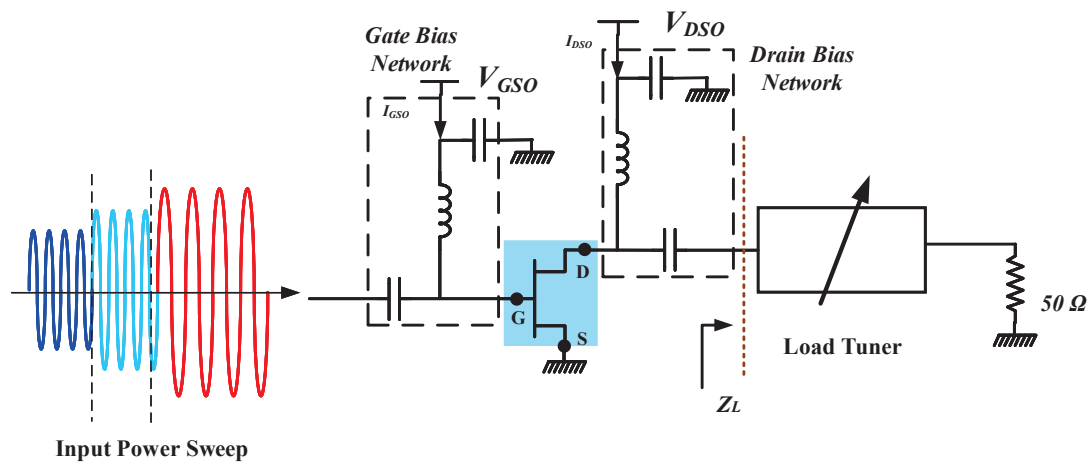 Gate Bias
Network
V_GSO
I_GSO
I_DSO
V_DSO
Drain Bias
Network
G
D
S
Z_L
Load Tuner
50 Ω
Input Power Sweep